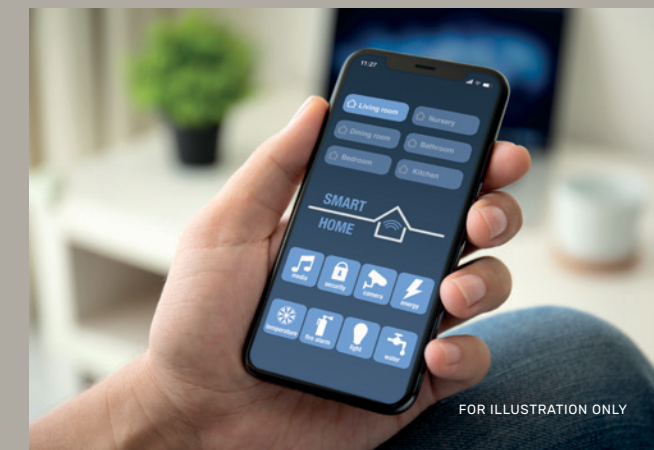 11:27
Living room
Nursery
Dining room
Bathroom
Bedroom
Kitchen
SMART
HOME
media
security
camera
energy
temperature
fire alarm
light
water
FOR ILLUSTRATION ONLY